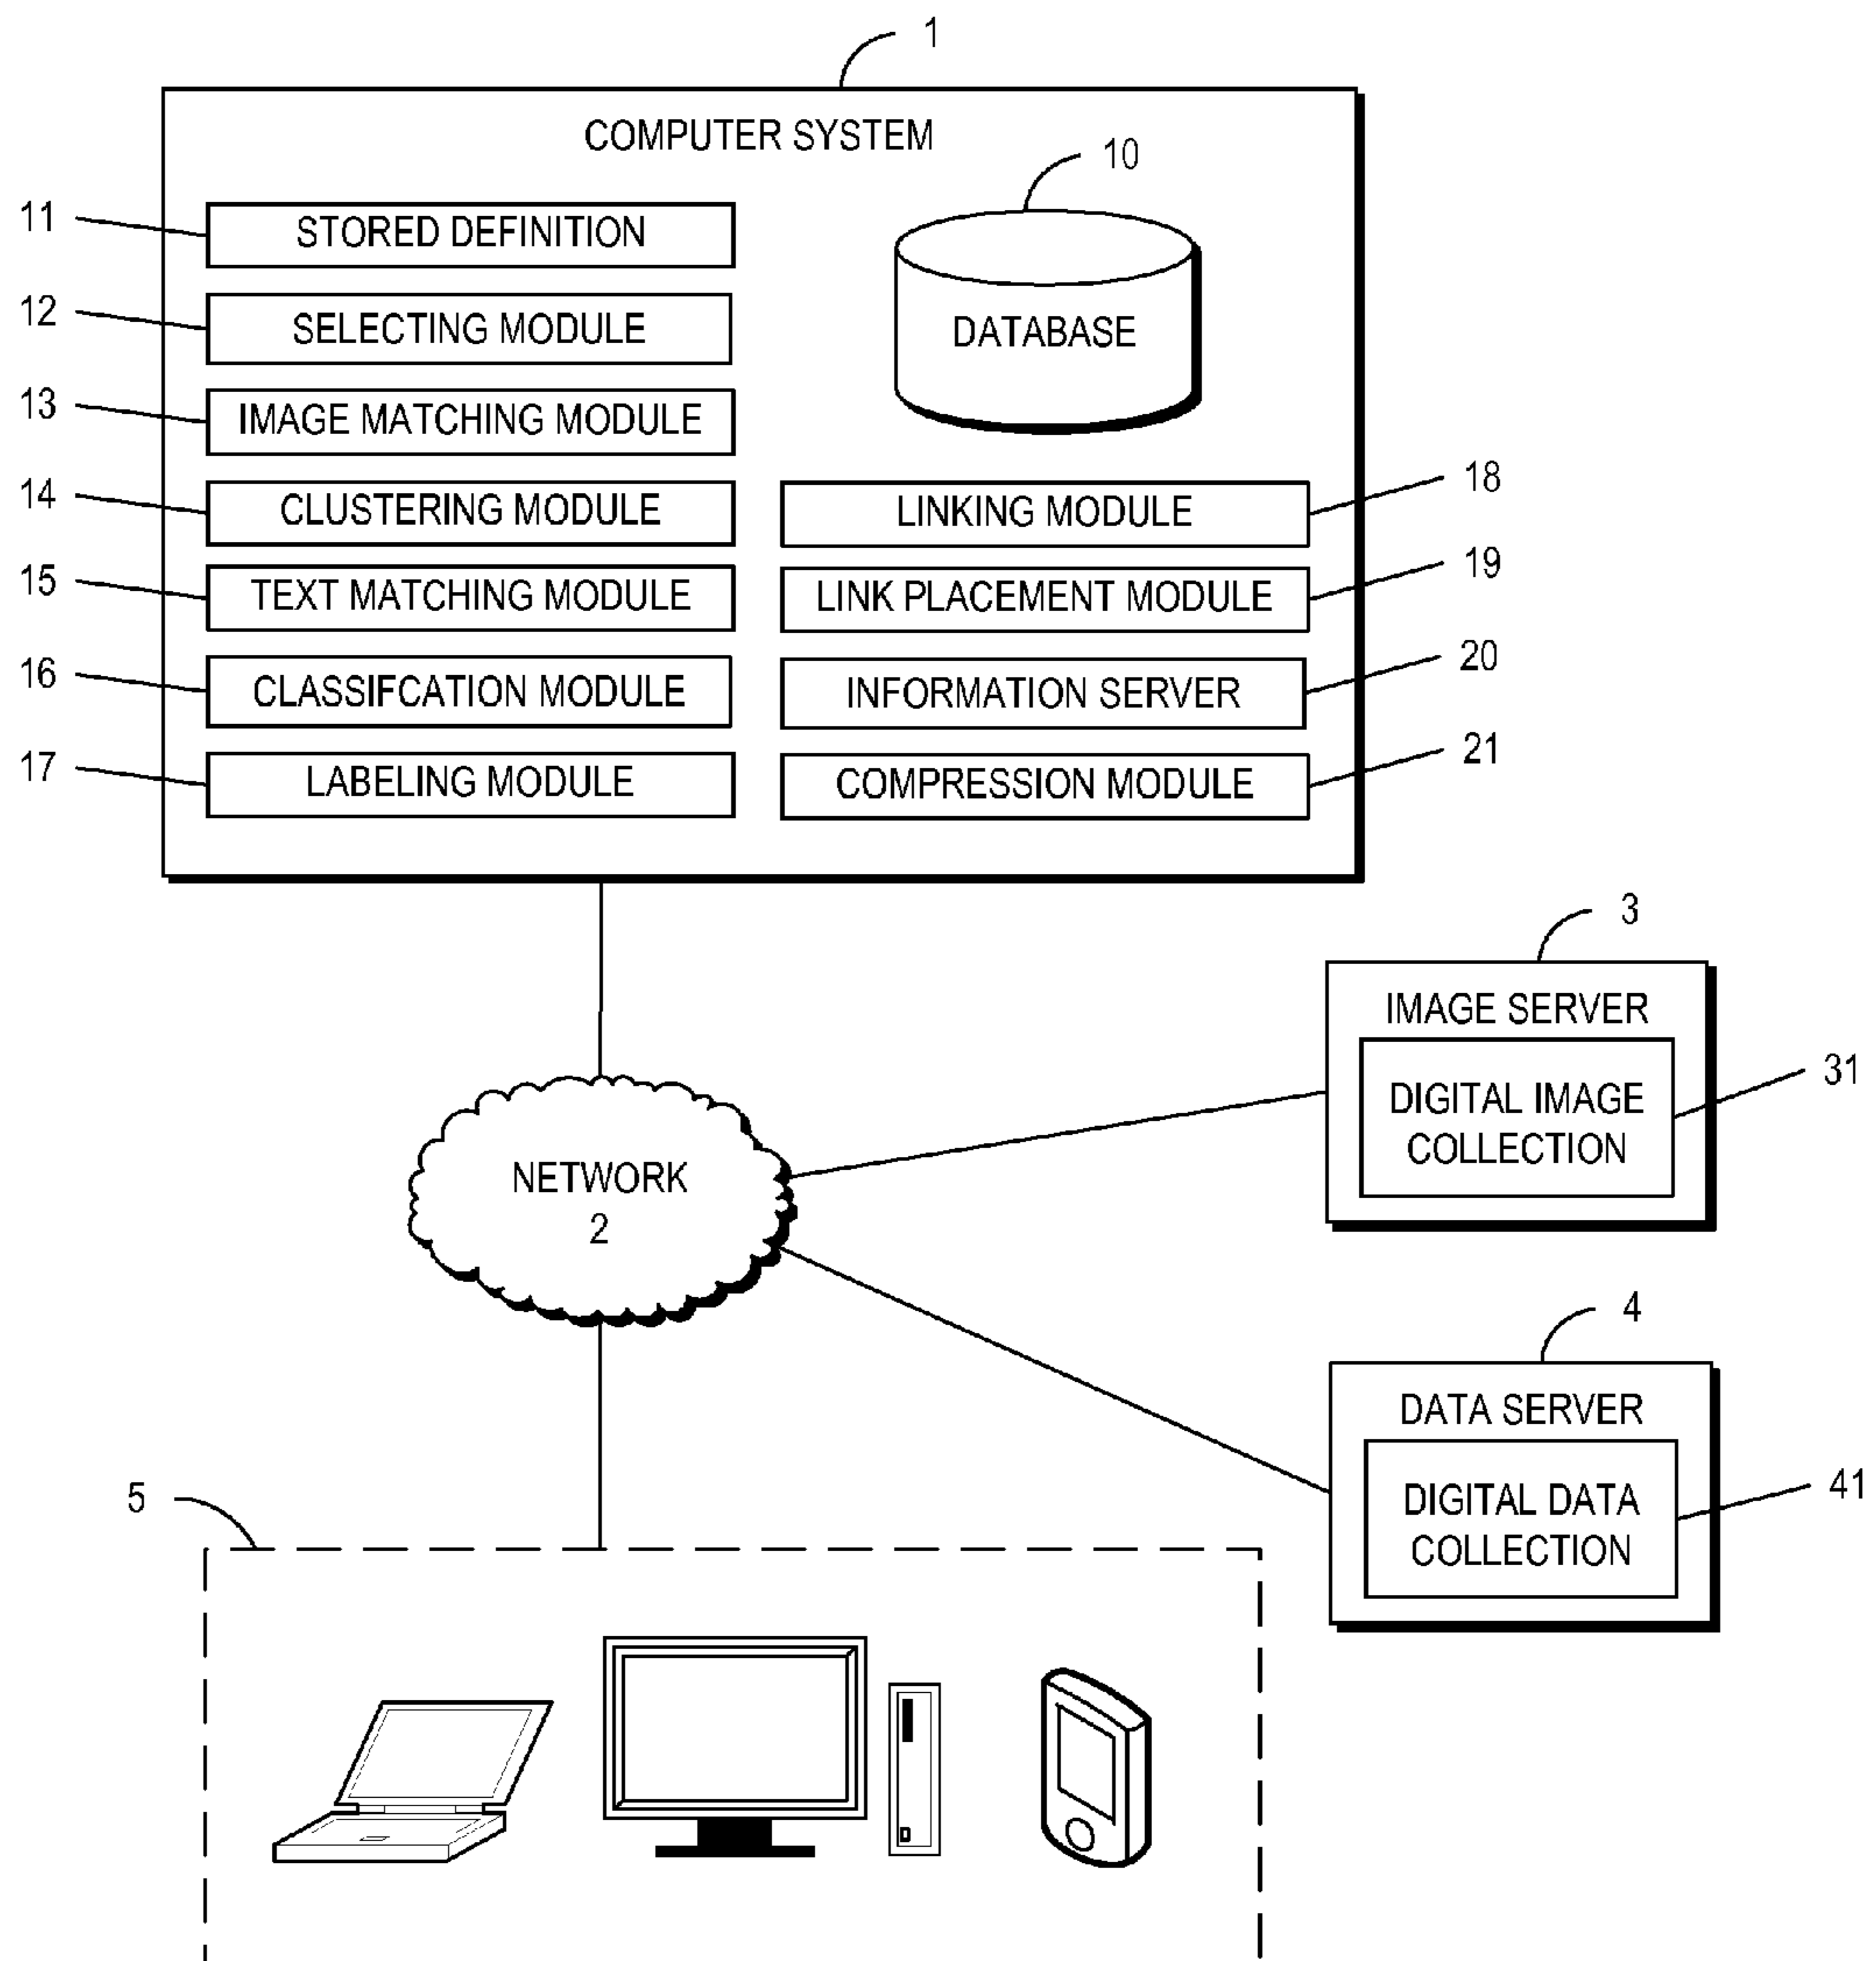 1
COMPUTER SYSTEM
10
11
STORED DEFINITION
12
SELECTING MODULE
DATABASE
13
IMAGE MATCHING MODULE
14
CLUSTERING MODULE
LINKING MODULE
18
15
TEXT MATCHING MODULE
LINK PLACEMENT MODULE
19
16
CLASSIFCATION MODULE
INFORMATION SERVER
20
17
LABELING MODULE
COMPRESSION MODULE
21
3
IMAGE SERVER
DIGITAL IMAGE
COLLECTION
31
NETWORK
2
4
DATA SERVER
DIGITAL DATA
COLLECTION
41
5